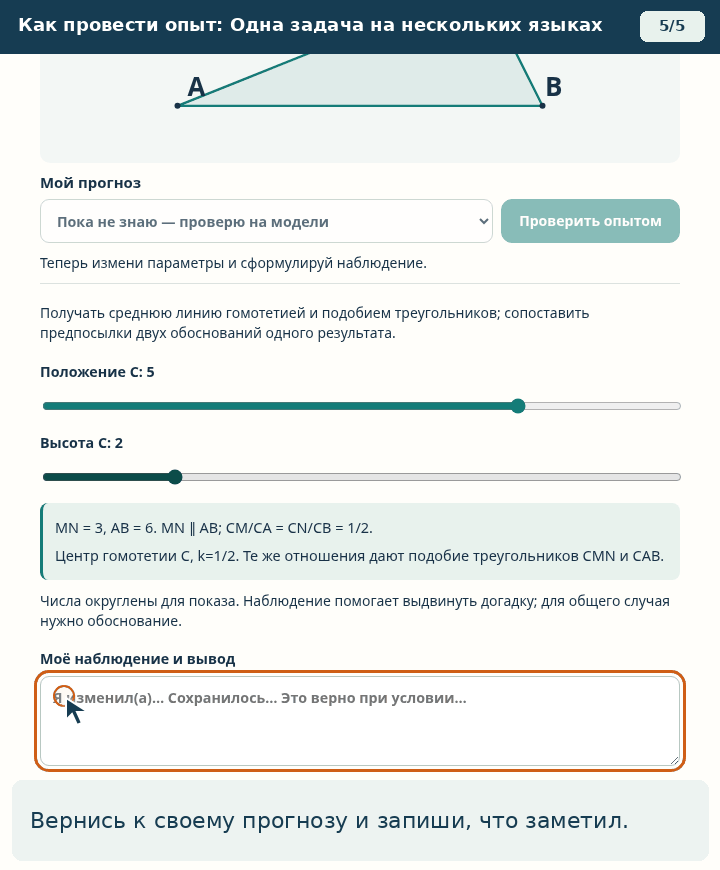 Как провести опыт: Одна задача на нескольких языках
5/5
A
B
Мой прогноз
Пока не знаю — проверю на модели
Проверить опытом
Теперь измени параметры и сформулируй наблюдение.
Получать среднюю линию гомотетией и подобием треугольников; сопоставить
предпосылки двух обоснований одного результата.
Положение C: 5
Высота C: 2
MN = 3, AB = 6. MN ∥ AB; CM/CA = CN/CB = 1/2.
Центр гомотетии C, k=1/2. Те же отношения дают подобие треугольников CMN и CAB.
Числа округлены для показа. Наблюдение помогает выдвинуть догадку; для общего случая
нужно обоснование.
Моё наблюдение и вывод
Я изменил(а)… Сохранилось… Это верно при условии…
Вернись к своему прогнозу и запиши, что заметил.